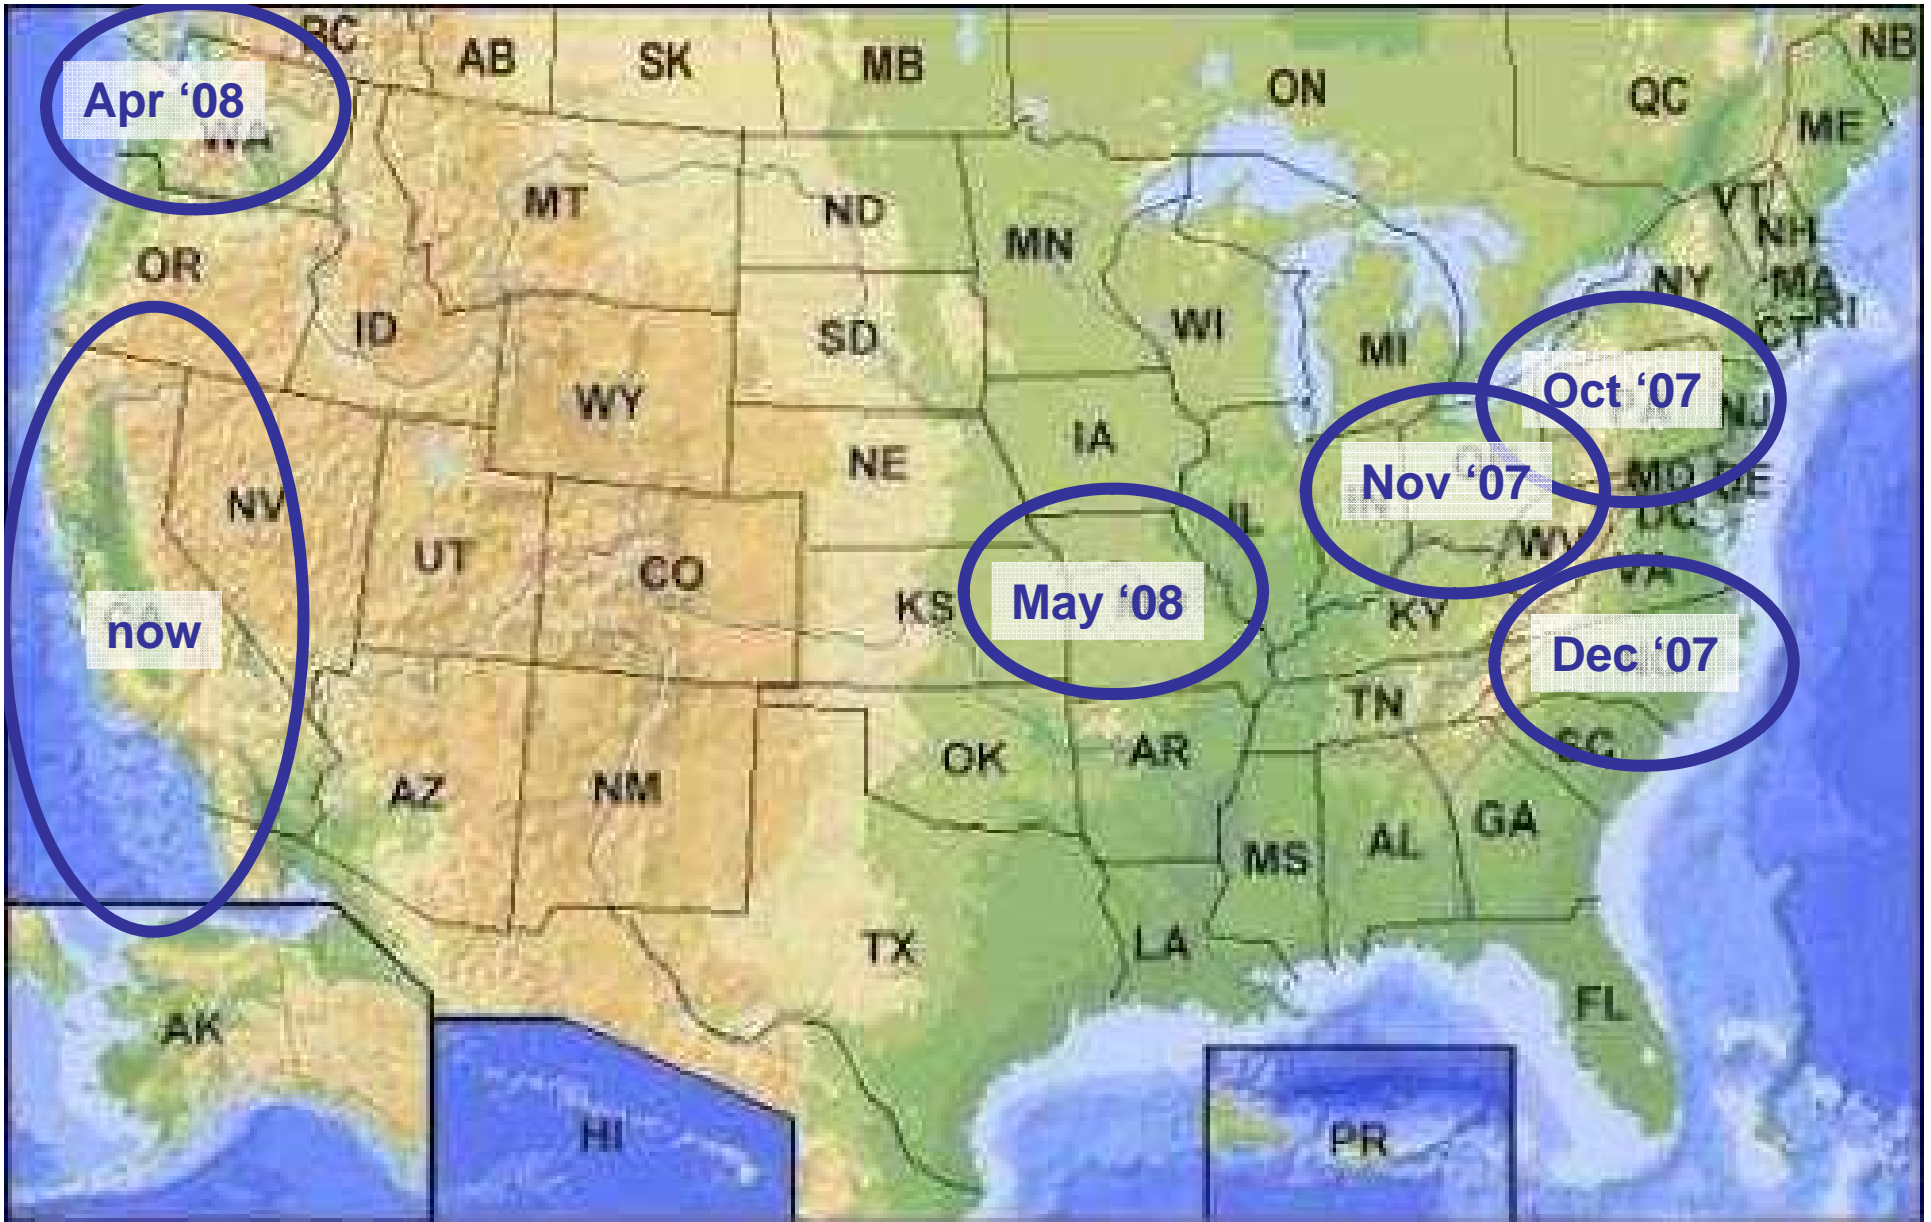 BC
AB
SK
MB
ON
QC
NB
ME
Apr ‘08
WA
MT
ND
MN
VT
NH
OR
ID
SD
WI
MI
NY
MA
RI
CT
WY
Oct ‘07
NJ
IA
NE
NV
Nov ‘07
MD
DE
IL
DC
UT
CO
WV
VA
KS
May ‘08
KY
now
Dec ‘07
TN
OK
AR
SC
AZ
NM
GA
MS
AL
TX
LA
FL
AK
HI
PR